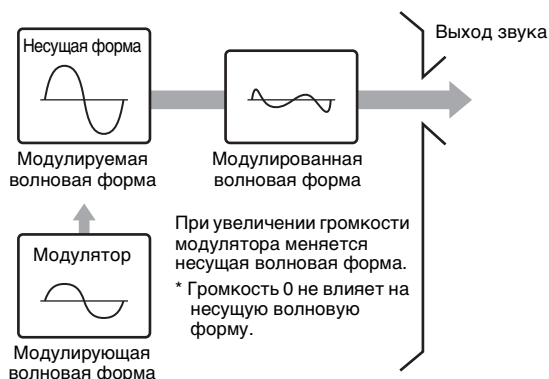 Несущая форма
Выход звука
Модулируемая
волновая форма
Модулированная
волновая форма
Модулятор
При увеличении громкости
модулятора меняется
несущая волновая форма.
* Громкость 0 не влияет на
несущую волновую
форму.
Модулирующая
волновая форма